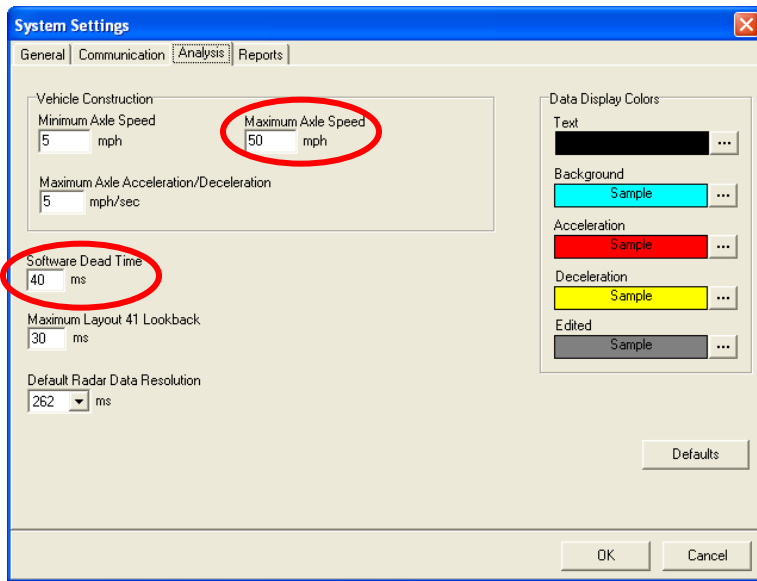 System Settings
General Communication Analysis Reports
Vehicle Construction
Minimum Axle Speed
5 mph
Maximum Axle Speed
50 mph
Maximum Axle Acceleration/Deceleration
5 mph/sec
Software Dead Time
40 ms
Maximum Layout 41 Lookback
30 ms
Default Radar Data Resolution
262 ms
Data Display Colors
Text
...
Background
Sample ...
Acceleration
Sample ...
Deceleration
Sample ...
Edited
Sample ...
Defaults
OK Cancel